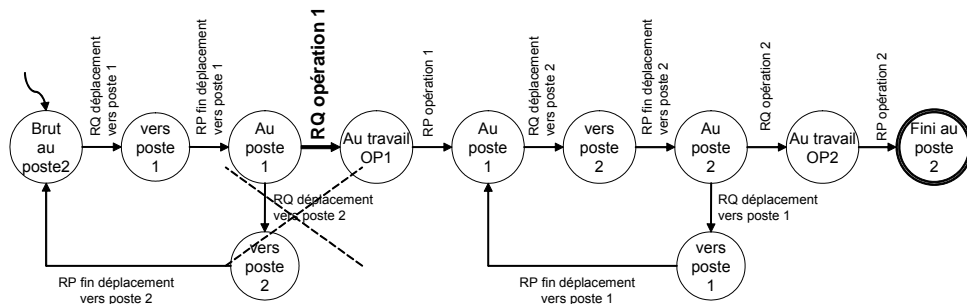 RQ déplacement
vers poste 1
RP fin déplacement
vers poste 1
RQ opération 1
RP opération 1
RQ déplacement
vers poste 2
RP fin déplacement
vers poste 2
RQ opération 2
RP opération 2
Brut
au
poste2
vers
poste
1
Au
poste
1
Au travail
OP1
Au
poste
1
vers
poste
2
Au
poste
2
Au travail
OP2
Fini au
poste
2
RQ déplacement
vers poste 2
RQ déplacement
vers poste 1
vers
poste
2
vers
poste
1
RP fin déplacement
vers poste 2
RP fin déplacement
vers poste 1